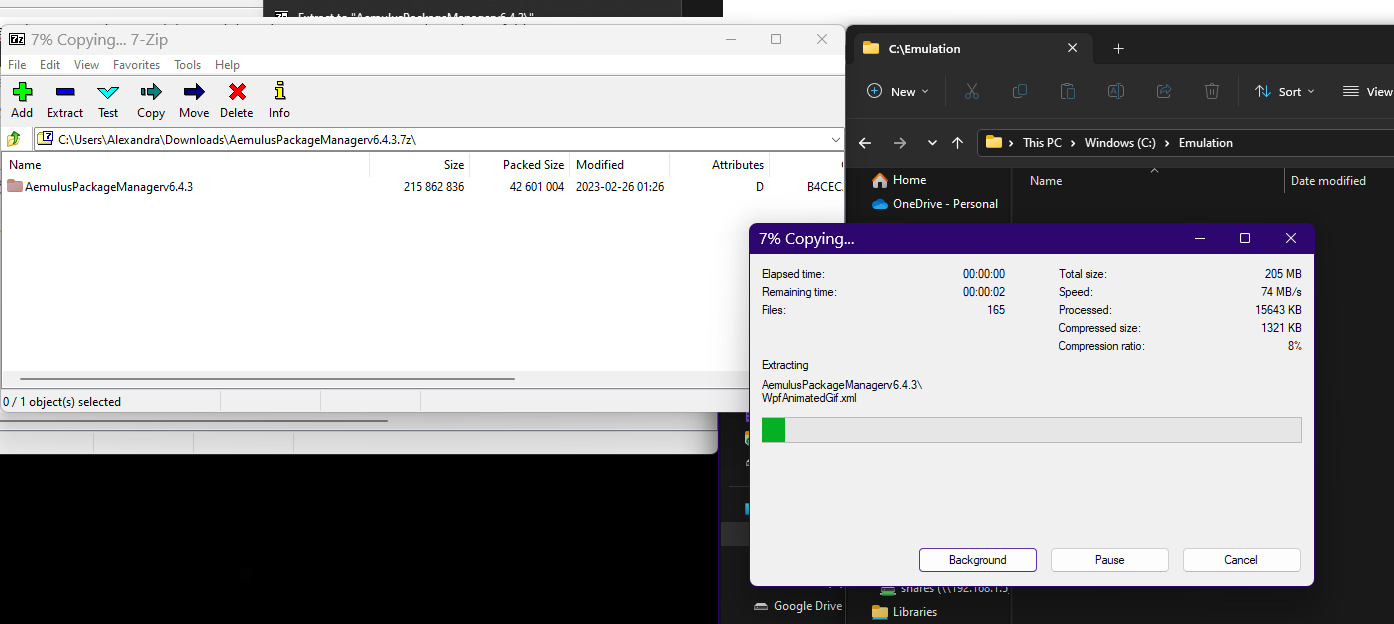 Extract to "AemulusPackageManagerv6.4.3\"
7% Copying... 7-Zip
File Edit View Favorites Tools Help
Add Extract Test Copy Move Delete Info
C:\Users\Alexandra\Downloads\AemulusPackageManagerv6.4.3.7z\
Name Size Packed Size Modified Attributes
AemulusPackageManagerv6.4.3 215 862 836 42 601 004 2023-02-26 01:26 D B4CEC
0 / 1 object(s) selected
C:\Emulation
New Sort View
This PC Windows (C:) Emulation
Home
OneDrive - Personal
Name Date modified
7% Copying...
Elapsed time: 00:00:00 Total size: 205 MB
Remaining time: 00:00:02 Speed: 74 MB/s
Files: 165 Processed: 15643 KB
Compressed size: 1321 KB
Compression ratio: 8%
Extracting
AemulusPackageManagerv6.4.3\
WpfAnimatedGif.xml
Background Pause Cancel
shares (\\192.168.1.5
Google Drive
Libraries